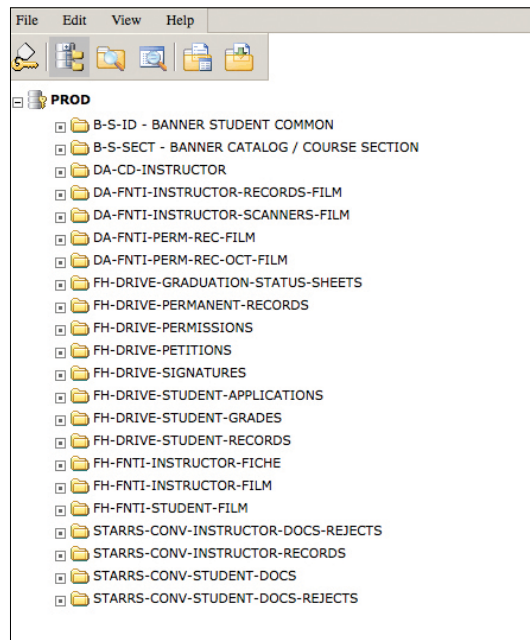 File Edit View Help
PROD
B-S-ID - BANNER STUDENT COMMON
B-S-SECT - BANNER CATALOG / COURSE SECTION
DA-CD-INSTRUCTOR
DA-FNTI-INSTRUCTOR-RECORDS-FILM
DA-FNTI-INSTRUCTOR-SCANNERS-FILM
DA-FNTI-PERM-REC-FILM
DA-FNTI-PERM-REC-OCT-FILM
FH-DRIVE-GRADUATION-STATUS-SHEETS
FH-DRIVE-PERMANENT-RECORDS
FH-DRIVE-PERMISSIONS
FH-DRIVE-PETITIONS
FH-DRIVE-SIGNATURES
FH-DRIVE-STUDENT-APPLICATIONS
FH-DRIVE-STUDENT-GRADES
FH-DRIVE-STUDENT-RECORDS
FH-FNTI-INSTRUCTOR-FICHE
FH-FNTI-INSTRUCTOR-FILM
FH-FNTI-STUDENT-FILM
STARRS-CONV-INSTRUCTOR-DOCS-REJECTS
STARRS-CONV-INSTRUCTOR-RECORDS
STARRS-CONV-STUDENT-DOCS
STARRS-CONV-STUDENT-DOCS-REJECTS